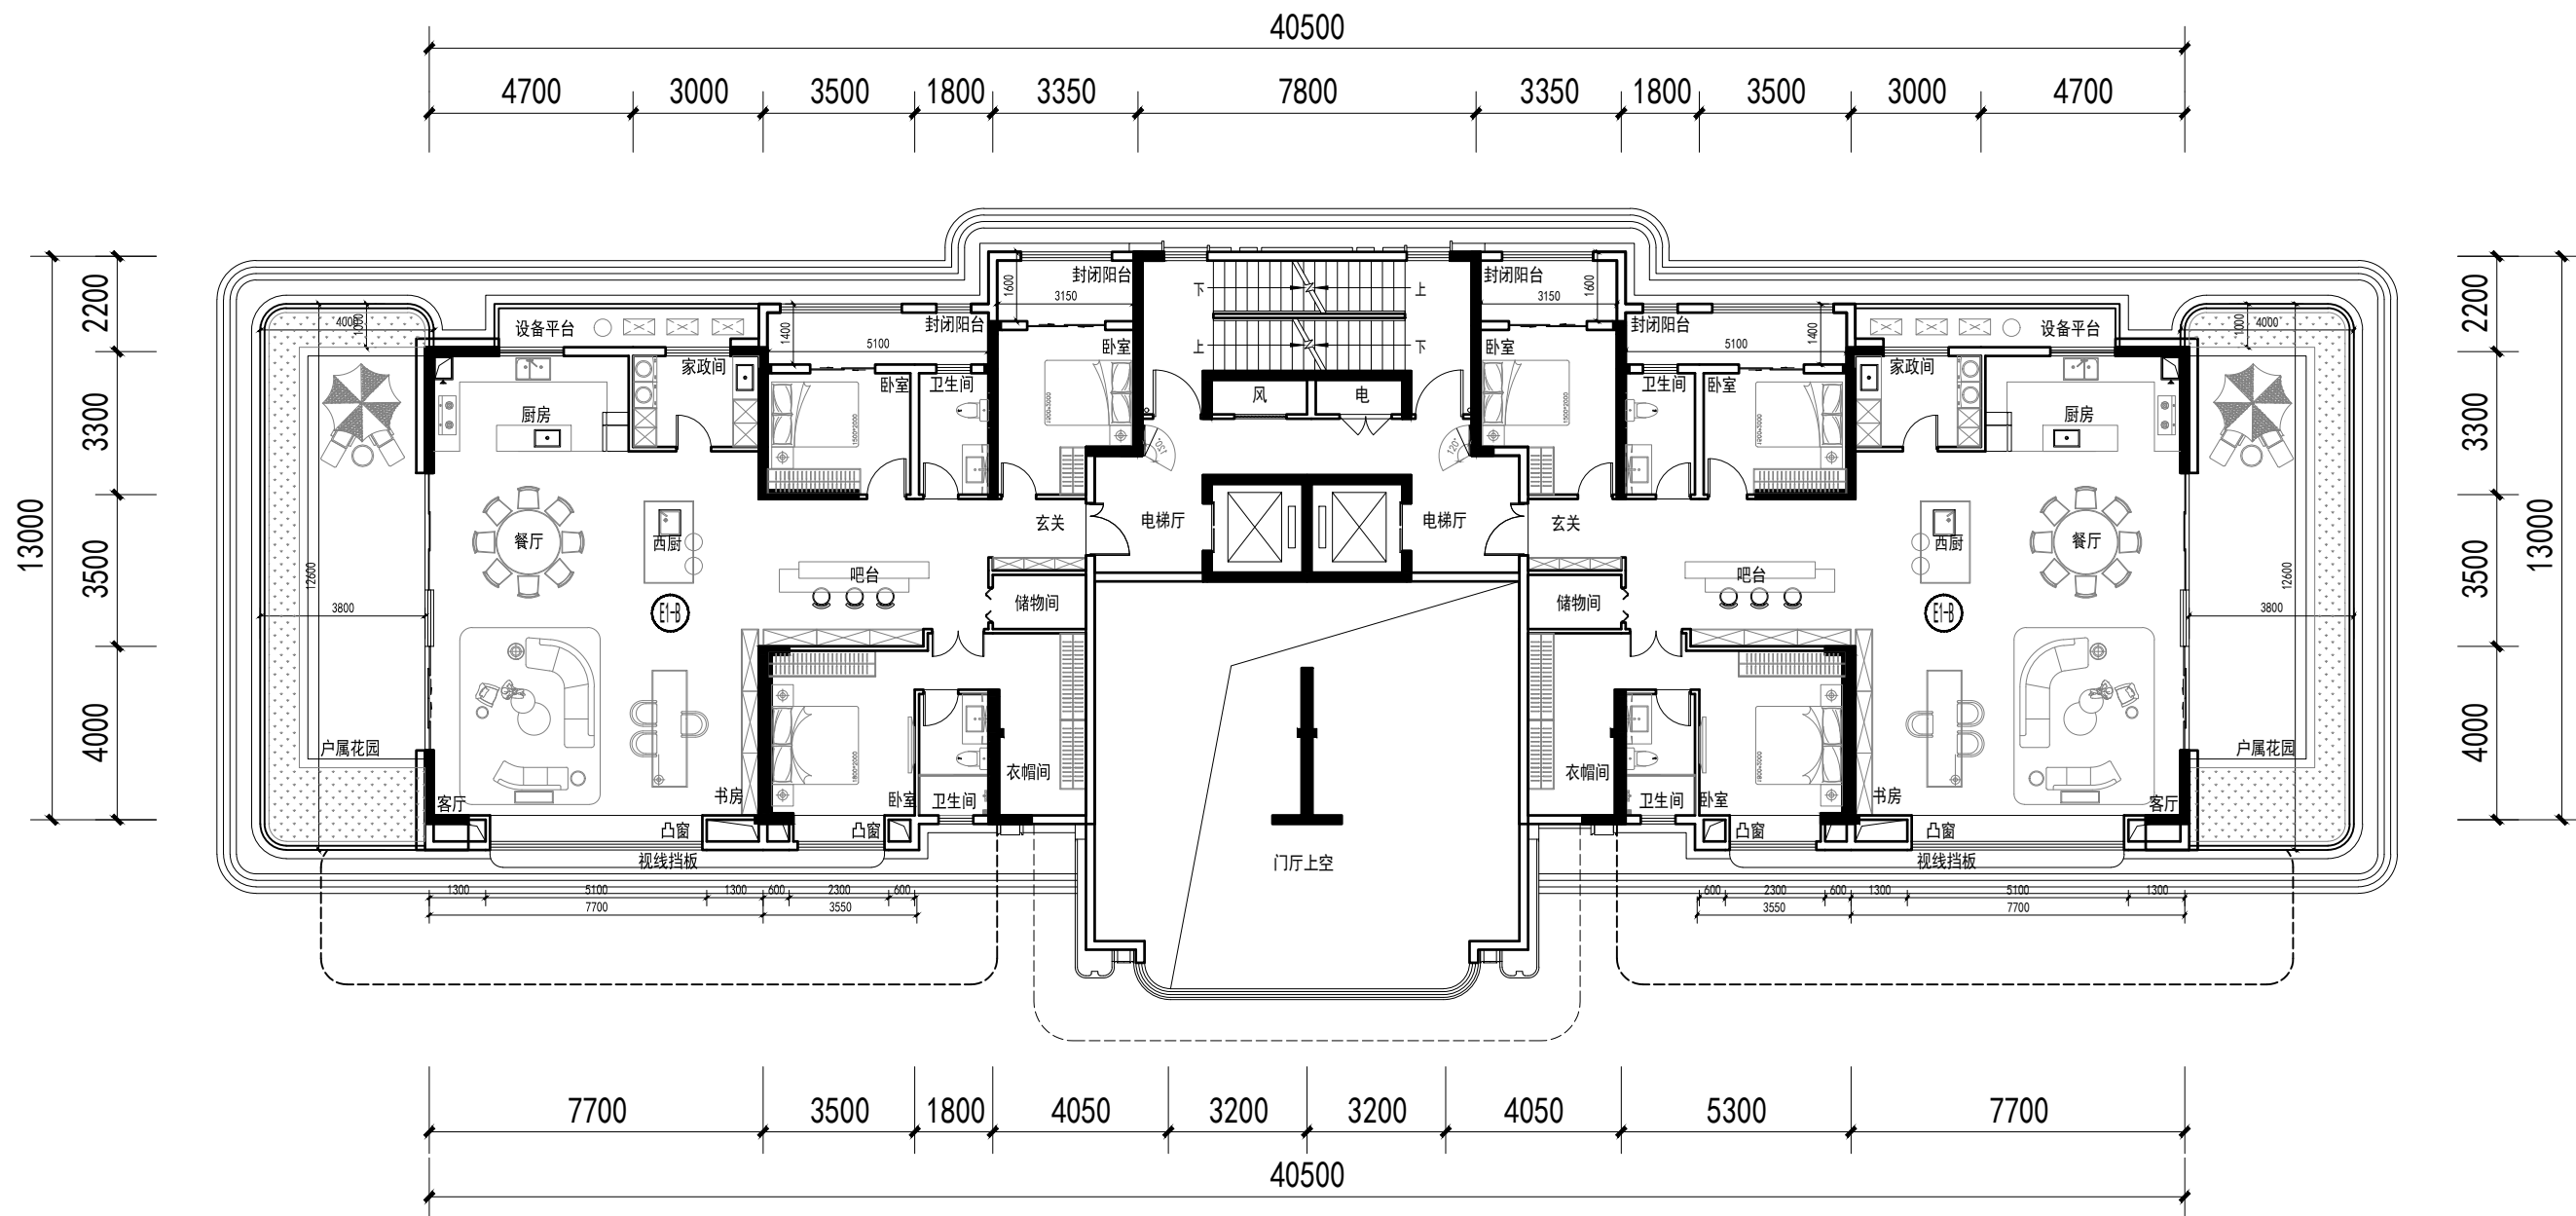 40500
4700 3000 3500 1800 3350 7800 3350 1800 3500 3000 4700
13000
2200
3300
3500
4000
2200
3300
3500
4000
13000
封闭阳台 封闭阳台
1600 3150 3150 1600
下 上
上 下
4000 1000 设备平台 1400 封闭阳台 封闭阳台 1400 设备平台 1000 4000
5100 5100
卧室 卧室
家政间 卧室 卫生间 卫生间 卧室 家政间
风 电
厨房 1500*2000 厨房
120° 120°
餐厅 西厨 玄关 电梯厅 电梯厅 玄关 西厨 餐厅
12600 12600
吧台 吧台
3800 E1-B 储物间 储物间 E1-B 3800
户属花园 户属花园
1800*2000
衣帽间 衣帽间
客厅 书房 卧室 卫生间 卫生间 卧室 书房 客厅
凸窗 凸窗 凸窗 凸窗
视线挡板 门厅上空 视线挡板
1300 5100 1300 600 2300 600 600 2300 600 1300 5100 1300
7700 3550 3550 7700
7700 3500 1800 4050 3200 3200 4050 5300 7700
40500